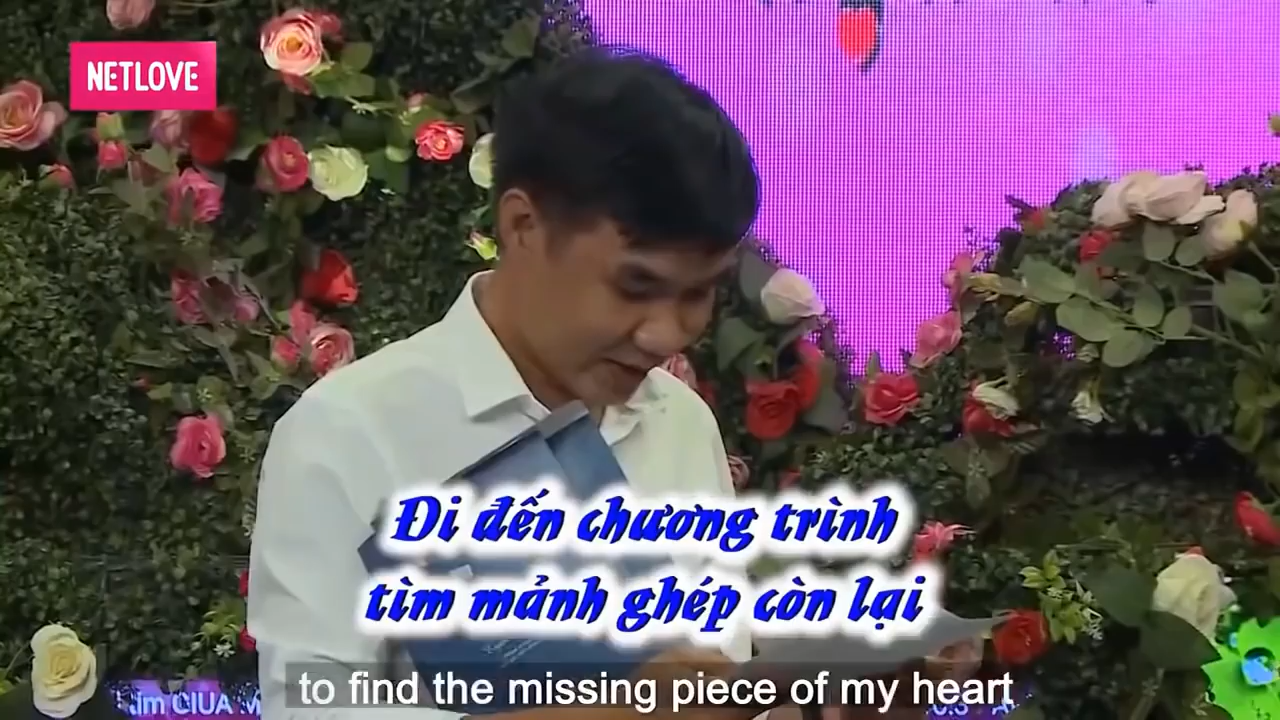 NETLOVE
Đi đến chương trình
tìm mảnh ghép còn lại
to find the missing piece of my heart